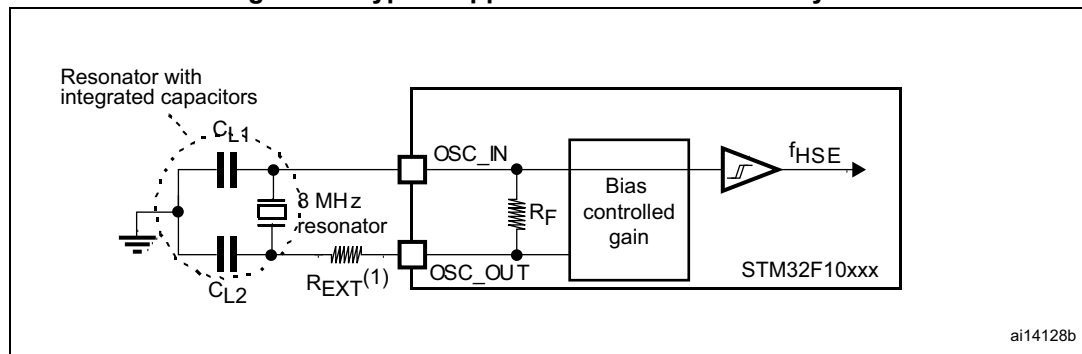 Resonator with
integrated capacitors
CL1
OSC_IN
fHSE
8 MHz
resonator
RF
Bias
controlled
gain
OSC_OUT
STM32F10xxx
REXT(1)
CL2
ai14128b